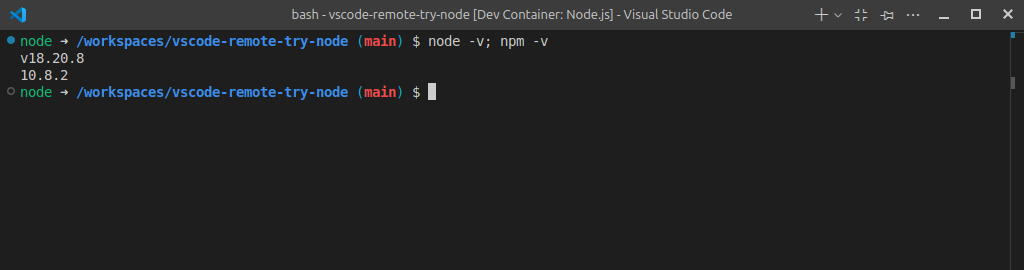 bash - vscode-remote-try-node [Dev Container: Node.js] - Visual Studio Code
node ➜ /workspaces/vscode-remote-try-node (main) $ node -v; npm -v
v18.20.8
10.8.2
node ➜ /workspaces/vscode-remote-try-node (main) $